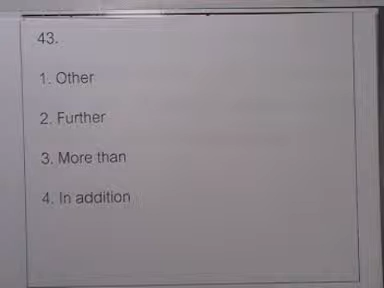 43.
1. Other
2. Further
3. More than
4. In addition